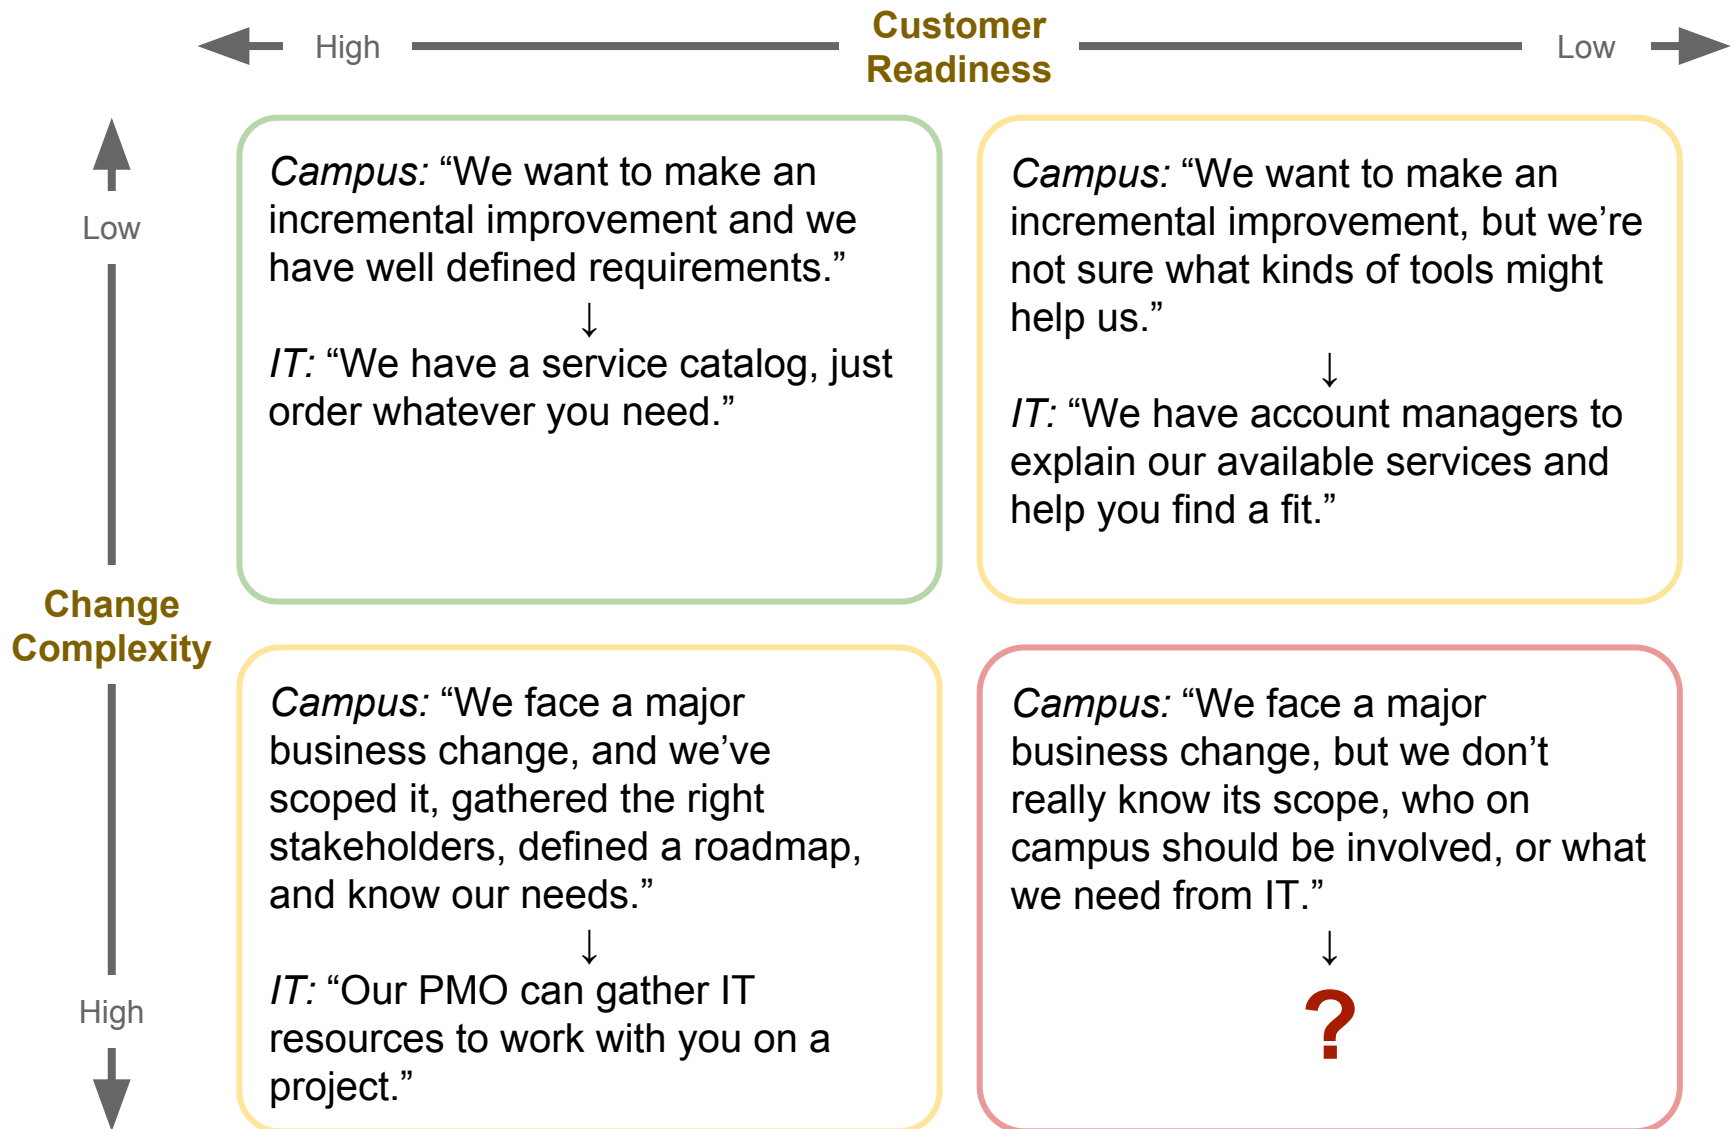 Customer
Readiness
High
Low
Change
Complexity
Low
High
Campus: “We want to make an
incremental improvement and we
have well defined requirements.”
↓
IT: “We have a service catalog, just
order whatever you need.”
Campus: “We want to make an
incremental improvement, but we’re
not sure what kinds of tools might
help us.”
↓
IT: “We have account managers to
explain our available services and
help you find a fit.”
Campus: “We face a major
business change, and we’ve
scoped it, gathered the right
stakeholders, defined a roadmap,
and know our needs.”
↓
IT: “Our PMO can gather IT
resources to work with you on a
project.”
Campus: “We face a major
business change, but we don’t
really know its scope, who on
campus should be involved, or what
we need from IT.”
↓
?